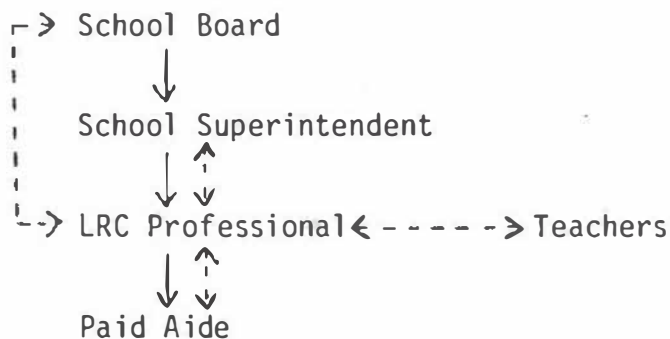 School Board
School Superintendent
LRC Professional Teachers
Paid Aide